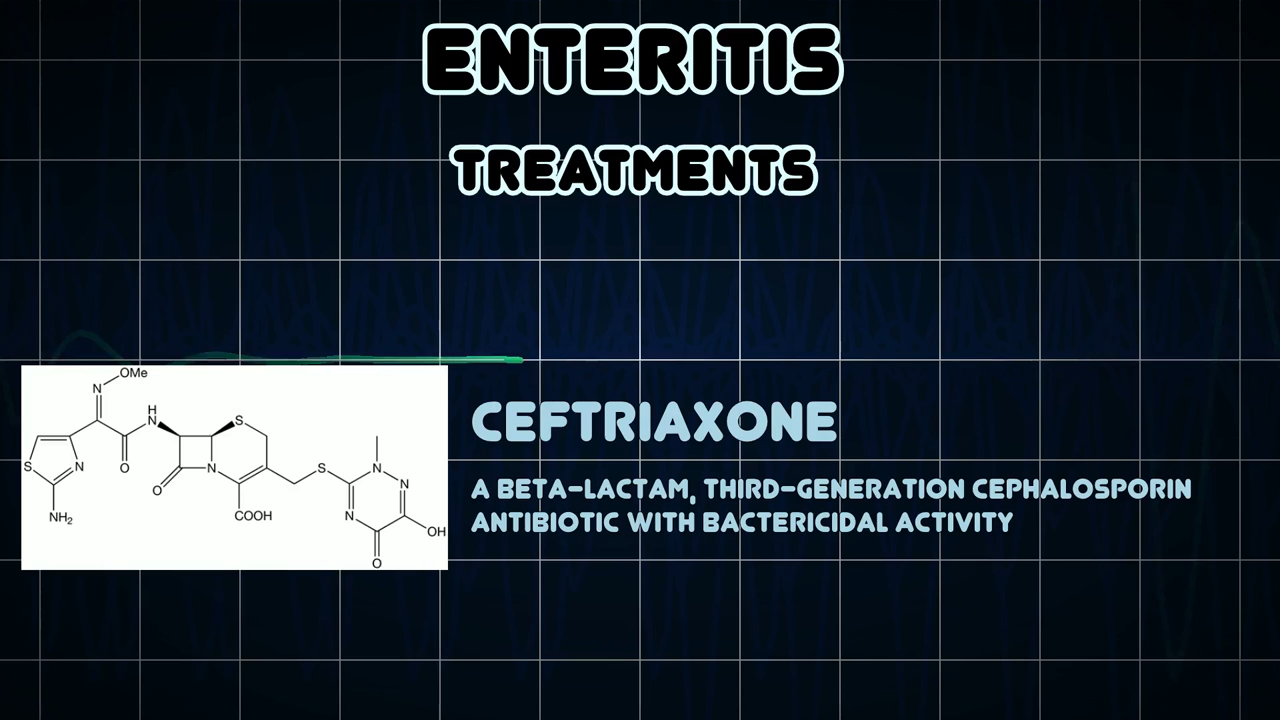 ENTERITIS
TREATMENTS
OMe
N
H
N
S
O
S
N
O
N
S
N
N
NH₂
COOH
N
OH
O
CEFTRIAXONE
A BETA-LACTAM, THIRD-GENERATION CEPHALOSPORIN
ANTIBIOTIC WITH BACTERICIDAL ACTIVITY